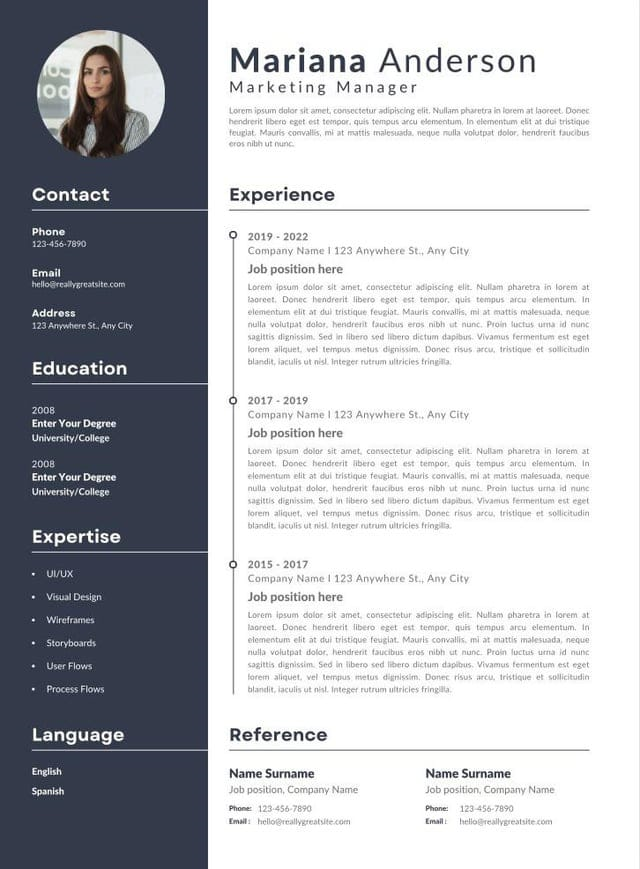 Mariana Anderson
Marketing Manager
Lorem ipsum dolor sit amet, consectetur adipiscing elit. Nullam pharetra in lorem at laoreet. Donec
hendrerit libero eget est tempor, quis tempus arcu elementum. In elementum elit at dui tristique
feugiat. Mauris convallis, mi at mattis malesuada, neque nulla volutpat dolor, hendrerit faucibus
eros nibh ut nunc.
Contact
Phone
123-456-7890
Email
hello@reallygreatsite.com
Address
123 Anywhere St., Any City
Education
2008
Enter Your Degree
University/College
2008
Enter Your Degree
University/College
Expertise
• UI/UX
• Visual Design
• Wireframes
• Storyboards
• User Flows
• Process Flows
Language
English
Spanish
Experience
2019 - 2022
Company Name l 123 Anywhere St., Any City
Job position here
Lorem ipsum dolor sit amet, consectetur adipiscing elit. Nullam pharetra in lorem at
laoreet. Donec hendrerit libero eget est tempor, quis tempus arcu elementum. In
elementum elit at dui tristique feugiat. Mauris convallis, mi at mattis malesuada, neque
nulla volutpat dolor, hendrerit faucibus eros nibh ut nunc. Proin luctus urna id nunc
sagittis dignissim. Sed in libero sed libero dictum dapibus. Vivamus fermentum est eget
lorem aliquet, vel tempus metus dignissim. Donec risus arcu, tristique et sollicitudin
blandit, iaculis ut nisl. Integer rutrum ultricies fringilla.
2017 - 2019
Company Name l 123 Anywhere St., Any City
Job position here
Lorem ipsum dolor sit amet, consectetur adipiscing elit. Nullam pharetra in lorem at
laoreet. Donec hendrerit libero eget est tempor, quis tempus arcu elementum. In
elementum elit at dui tristique feugiat. Mauris convallis, mi at mattis malesuada, neque
nulla volutpat dolor, hendrerit faucibus eros nibh ut nunc. Proin luctus urna id nunc
sagittis dignissim. Sed in libero sed libero dictum dapibus. Vivamus fermentum est eget
lorem aliquet, vel tempus metus dignissim. Donec risus arcu, tristique et sollicitudin
blandit, iaculis ut nisl. Integer rutrum ultricies fringilla.
2015 - 2017
Company Name l 123 Anywhere St., Any City
Job position here
Lorem ipsum dolor sit amet, consectetur adipiscing elit. Nullam pharetra in lorem at
laoreet. Donec hendrerit libero eget est tempor, quis tempus arcu elementum. In
elementum elit at dui tristique feugiat. Mauris convallis, mi at mattis malesuada, neque
nulla volutpat dolor, hendrerit faucibus eros nibh ut nunc. Proin luctus urna id nunc
sagittis dignissim. Sed in libero sed libero dictum dapibus. Vivamus fermentum est eget
lorem aliquet, vel tempus metus dignissim. Donec risus arcu, tristique et sollicitudin
blandit, iaculis ut nisl. Integer rutrum ultricies fringilla.
Reference
Name Surname
Job position, Company Name
Phone: 123-456-7890
Email : hello@reallygreatsite.com
Name Surname
Job position, Company Name
Phone: 123-456-7890
Email : hello@reallygreatsite.com